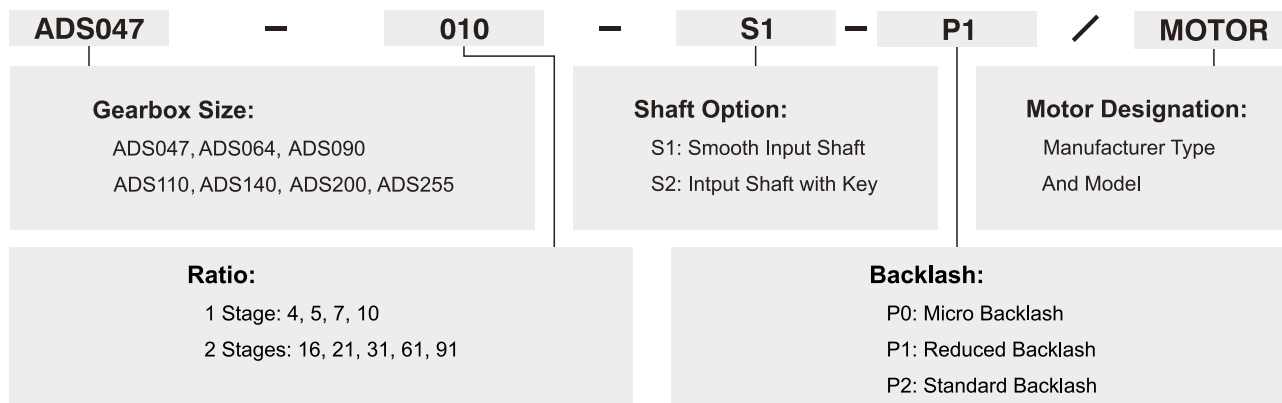 ADS047 - 010 - S1 - P1 / MOTOR
Gearbox Size:
ADS047, ADS064, ADS090
ADS110, ADS140, ADS200, ADS255
Shaft Option:
S1: Smooth Input Shaft
S2: Intput Shaft with Key
Motor Designation:
Manufacturer Type
And Model
Ratio:
1 Stage: 4, 5, 7, 10
2 Stages: 16, 21, 31, 61, 91
Backlash:
P0: Micro Backlash
P1: Reduced Backlash
P2: Standard Backlash